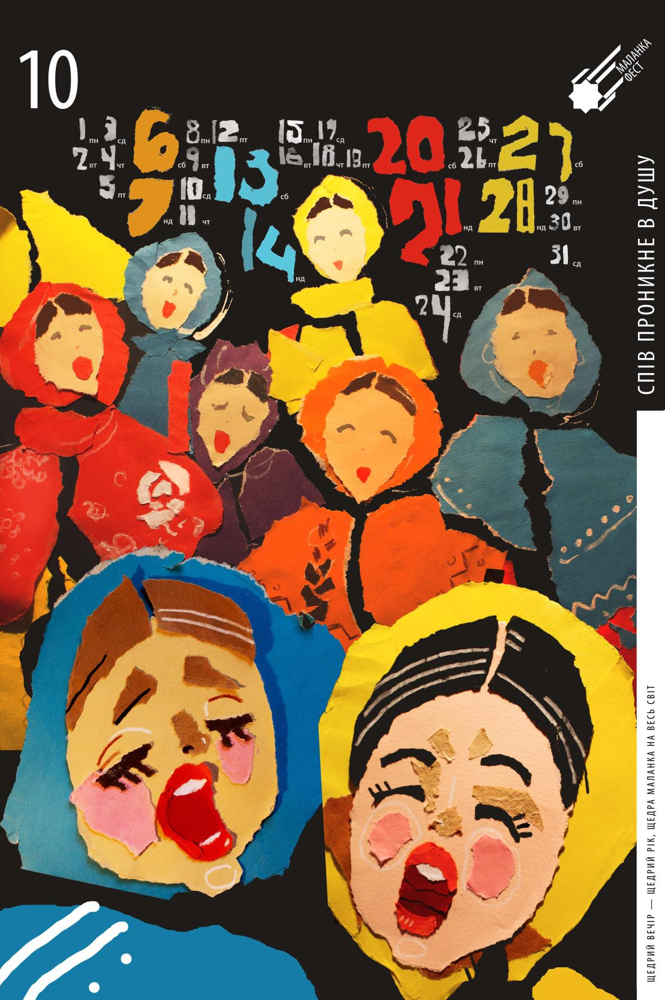 10
МАЛАНКА
ФЕСТ
1 пн 3 сд 6 сб 8 пн 12 пт 15 пн 17 сд 20 сб 25 чт 27 сб
2 вт 4 чт 9 вт 13 сб 16 вт 18 чт 19 пт 26 пт
5 пт 7 нд 10 сд 21 нд 28 нд 29 пн
11 чт 14 нд 30 вт
22 пн 31 сд
23 вт
24 сд
СПІВ ПРОНИКНЕ В ДУШУ
ЩЕДРИЙ ВЕЧІР — ЩЕДРИЙ РІК, ЩЕДРА МАЛАНКА НА ВЕСЬ СВІТ